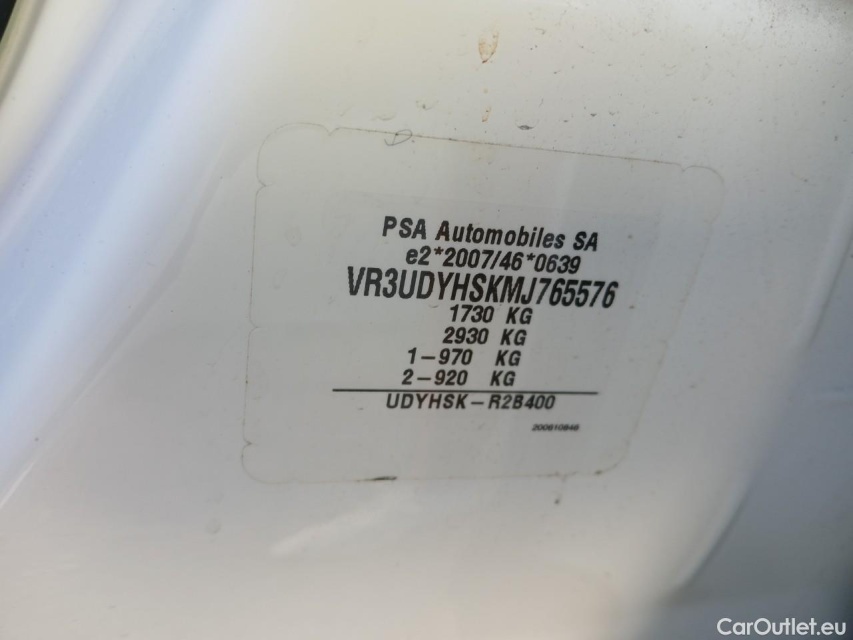 PSA Automobiles SA
e2*2007/46*0639
VR3UDYHSKMJ765576
1730 KG
2930 KG
1-970 KG
2-920 KG
UDYHSK-R2B400
200610846
CarOutlet.eu